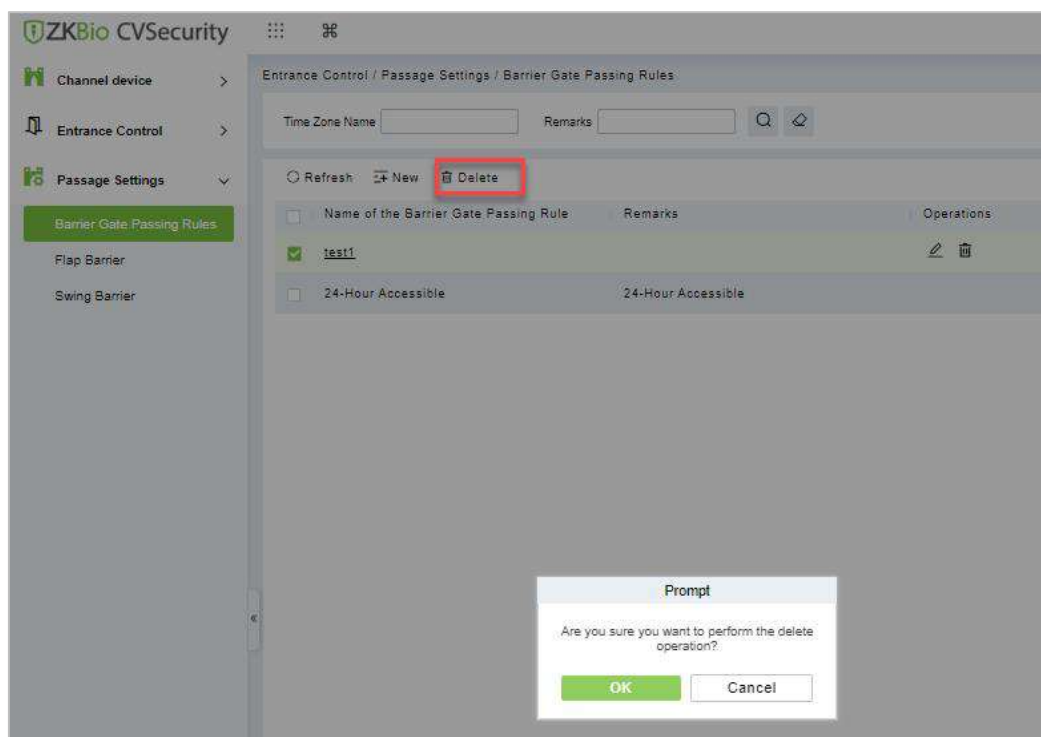 ZKBio CVSecurity
Channel device
Entrance Control
Passage Settings
Barrier Gate Passing Rules
Flap Barrier
Swing Barrier
Entrance Control / Passage Settings / Barrier Gate Passing Rules
Time Zone Name Remarks
Refresh New Delete
Name of the Barrier Gate Passing Rule Remarks Operations
test1
24-Hour Accessible 24-Hour Accessible
Prompt
Are you sure you want to perform the delete
operation?
OK Cancel